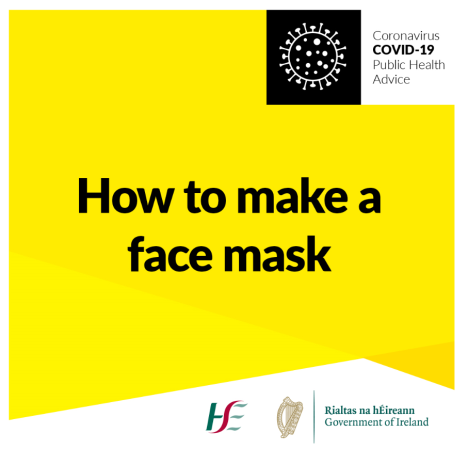 Coronavirus
COVID-19
Public Health
Advice
How to make a
face mask
HSE
Rialtas na hÉireann
Government of Ireland